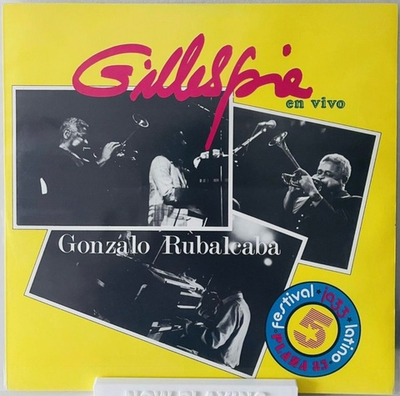 Gillespie
en vivo
Gonzalo Rubalcaba
festival jazz latino
5